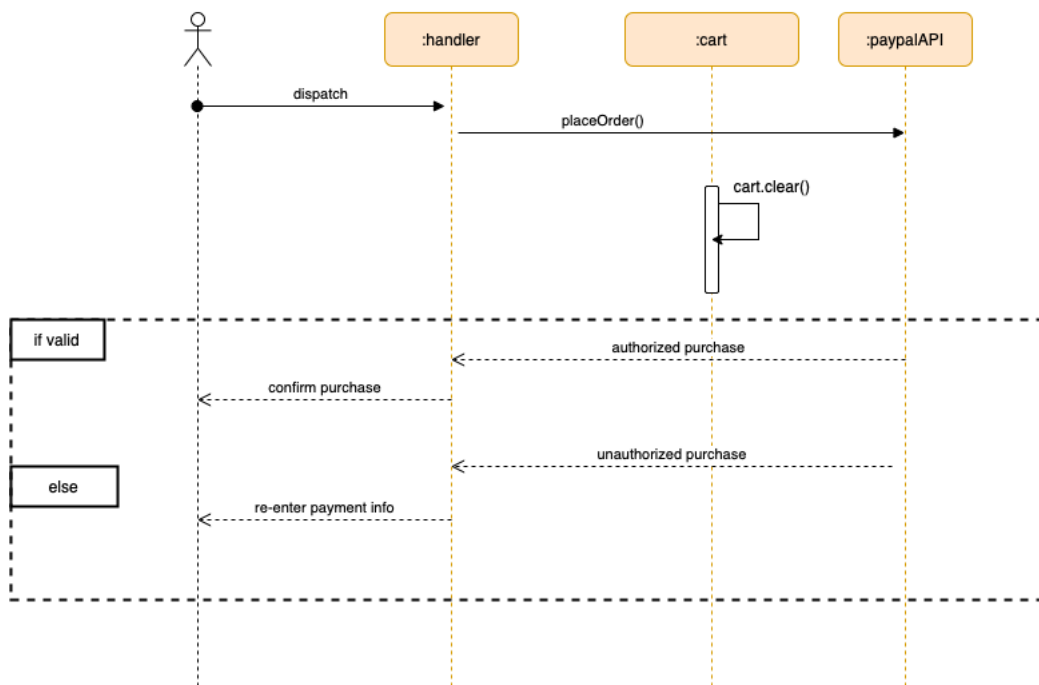 :handler
:cart
:paypalAPI
dispatch
placeOrder()
cart.clear()
if valid
authorized purchase
confirm purchase
unauthorized purchase
else
re-enter payment info